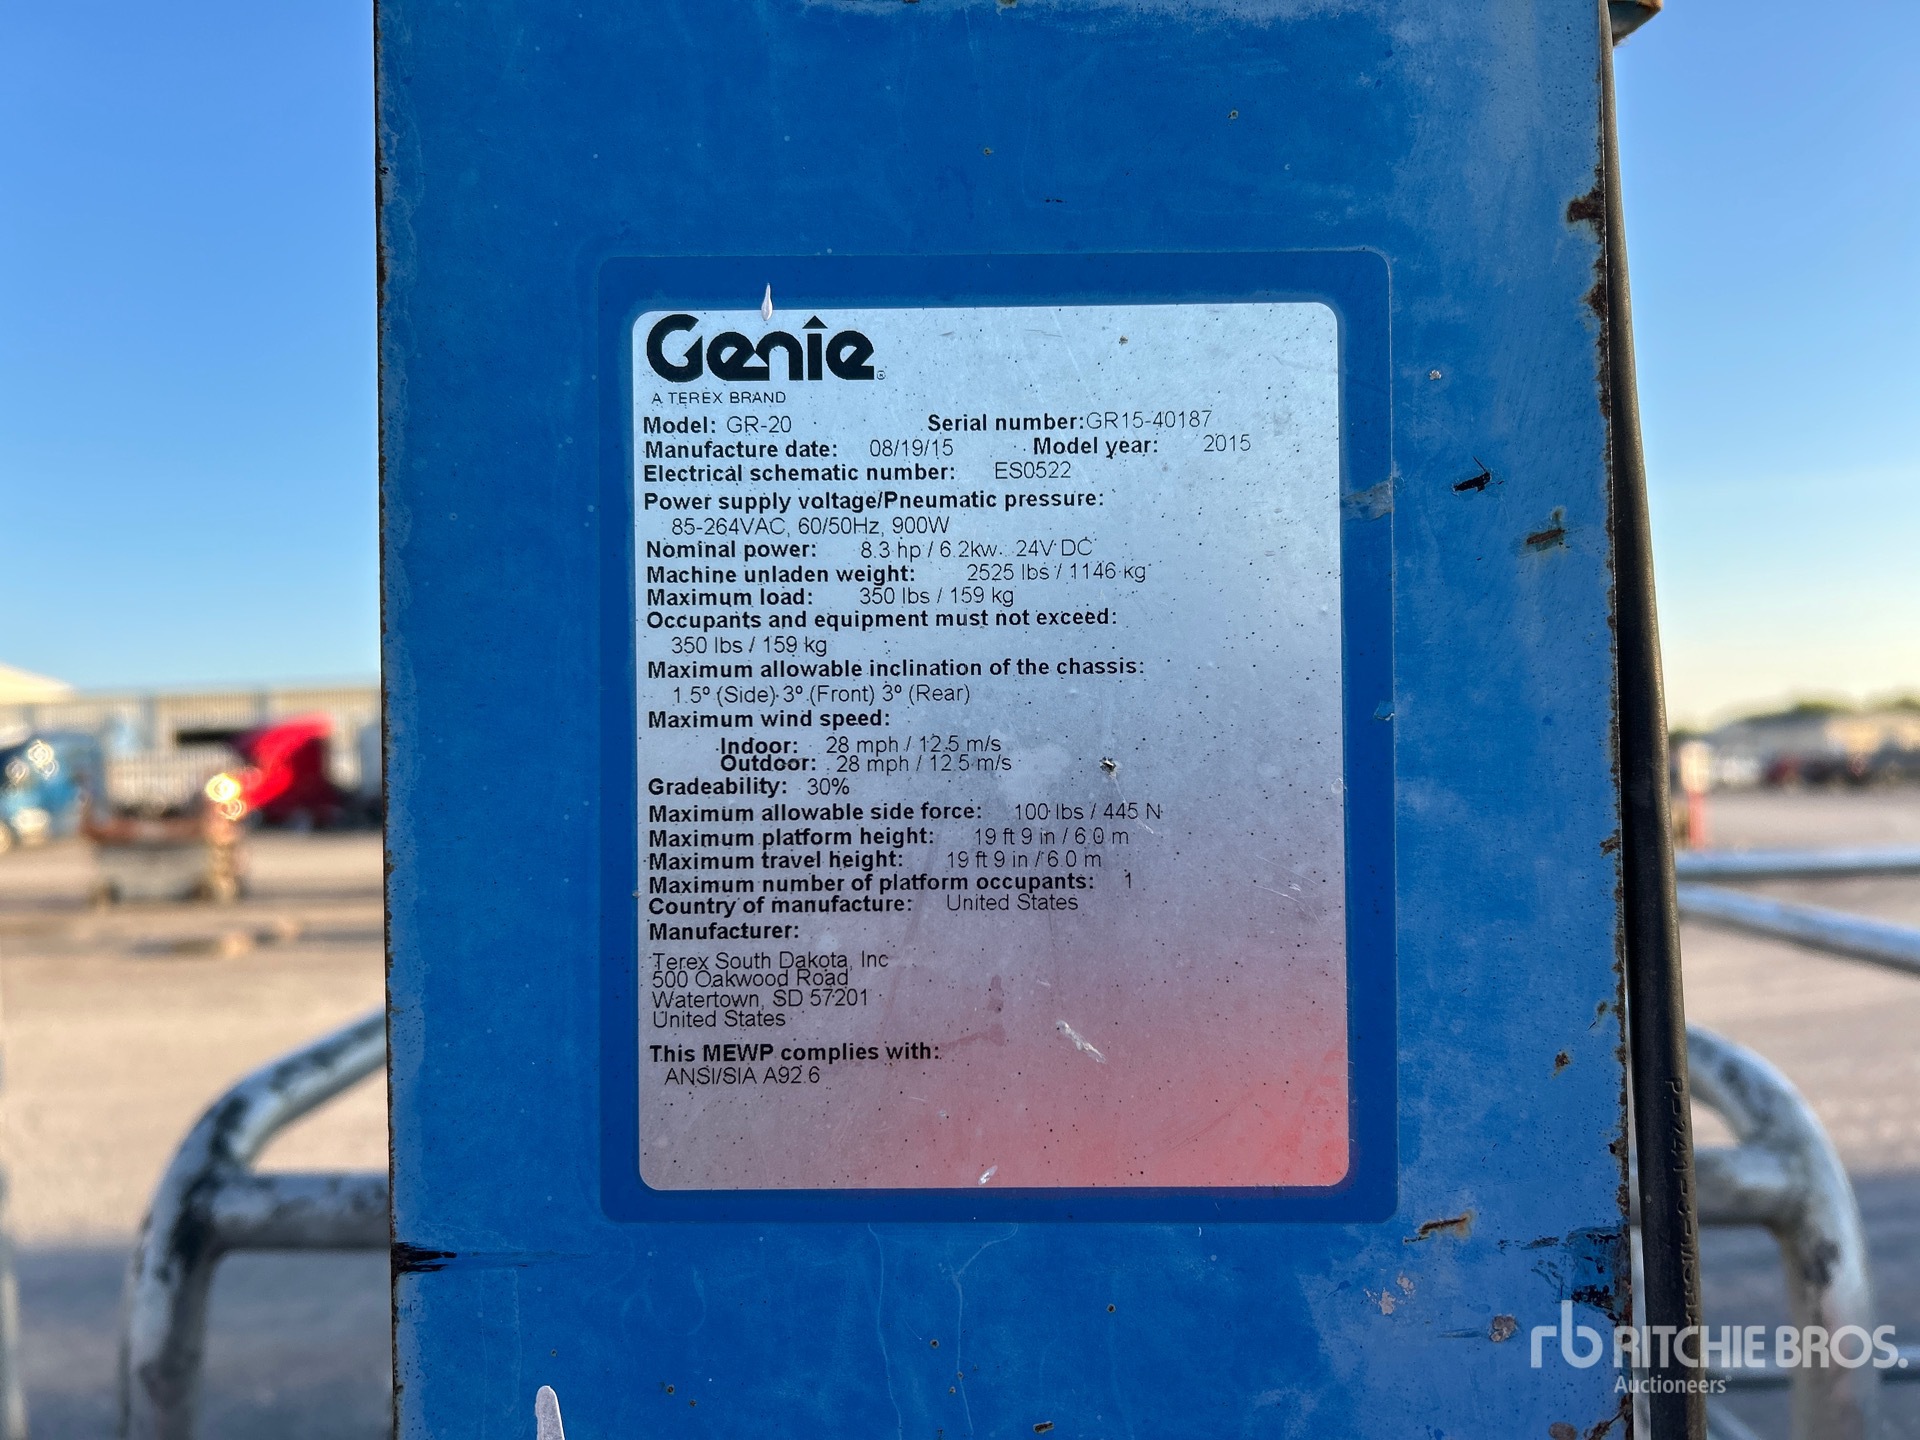 Genie®
A TEREX BRAND
Model: GR-20 Serial number:GR15-40187
Manufacture date: 08/19/15 Model year: 2015
Electrical schematic number: ES0522
Power supply voltage/Pneumatic pressure:
85-264VAC, 60/50Hz, 900W
Nominal power: 8.3 hp / 6.2kw 24V DC
Machine unladen weight: 2525 lbs / 1146 kg
Maximum load: 350 lbs / 159 kg
Occupants and equipment must not exceed:
350 lbs / 159 kg
Maximum allowable inclination of the chassis:
1.5º (Side) 3º (Front) 3º (Rear)
Maximum wind speed:
Indoor: 28 mph / 12.5 m/s
Outdoor: 28 mph / 12.5 m/s
Gradeability: 30%
Maximum allowable side force: 100 lbs / 445 N
Maximum platform height: 19 ft 9 in / 6.0 m
Maximum travel height: 19 ft 9 in / 6.0 m
Maximum number of platform occupants: 1
Country of manufacture: United States
Manufacturer:
Terex South Dakota, Inc
500 Oakwood Road
Watertown, SD 57201
United States
This MEWP complies with:
ANSI/SIA A92.6
rb RITCHIE BROS.
Auctioneers